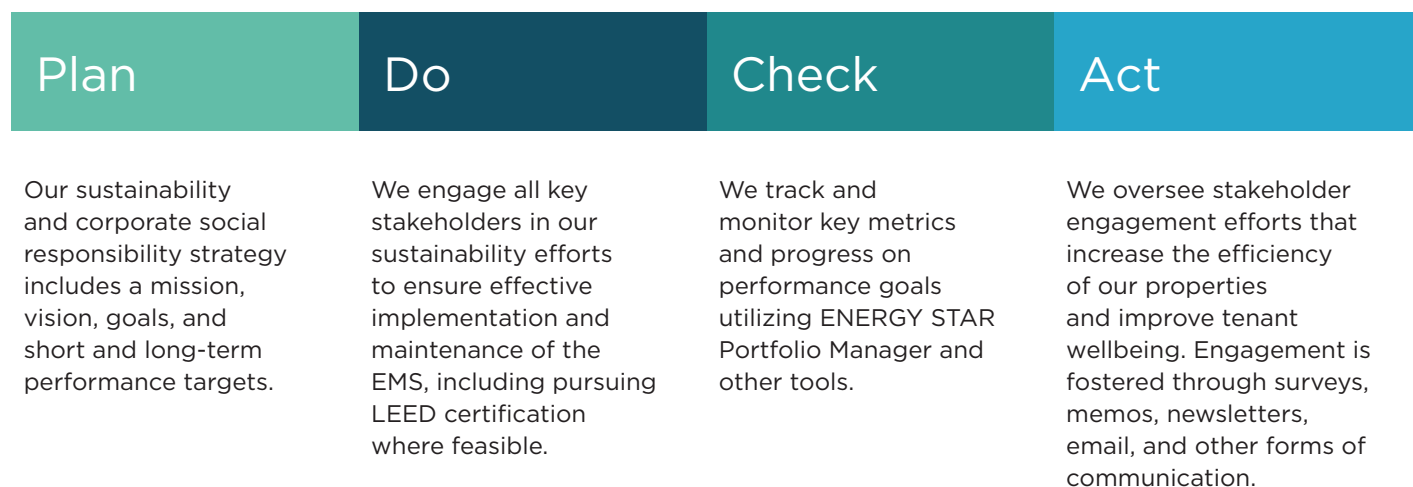 Plan
Do
Check
Act
Our sustainability
and corporate social
responsibility strategy
includes a mission,
vision, goals, and
short and long-term
performance targets.
We engage all key
stakeholders in our
sustainability efforts
to ensure effective
implementation and
maintenance of the
EMS, including pursuing
LEED certification
where feasible.
We track and
monitor key metrics
and progress on
performance goals
utilizing ENERGY STAR
Portfolio Manager and
other tools.
We oversee stakeholder
engagement efforts that
increase the efficiency
of our properties
and improve tenant
wellbeing. Engagement is
fostered through surveys,
memos, newsletters,
email, and other forms of
communication.